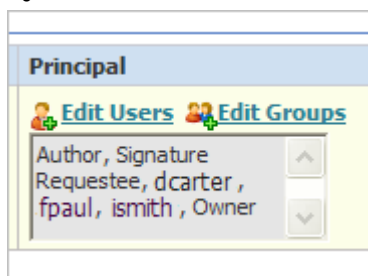 Principal
Edit Users Edit Groups
Author, Signature
Requestee, dcarter ,
fpaul, ismith , Owner